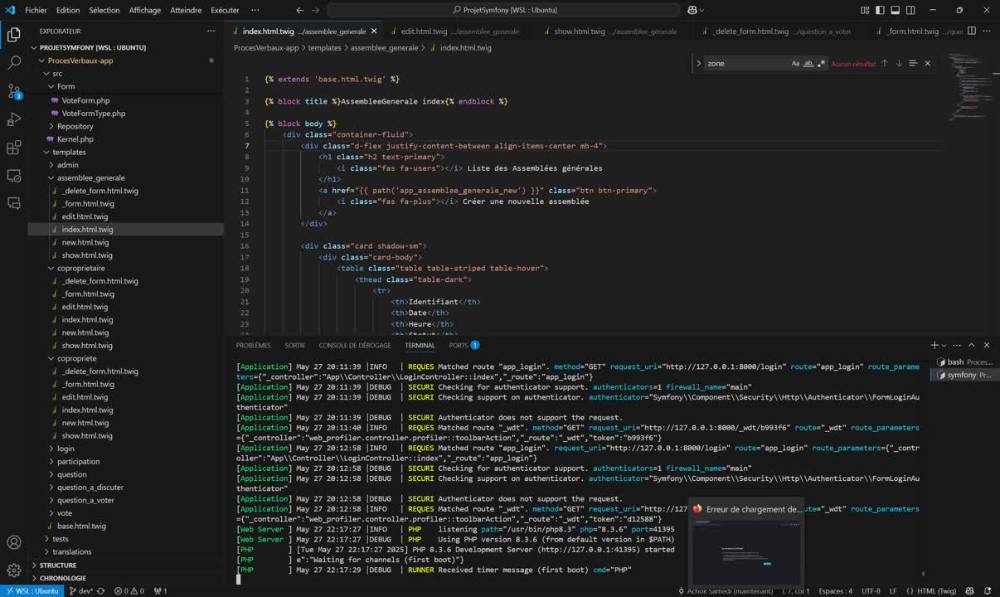 Fichier Edition Sélection Affichage Atteindre Exécuter ··· ProjetSymfony [WSL : Ubuntu]
EXPLORATEUR
PROJETSYMFONY [WSL : UBUNTU]
ProcesVerbaux-app
src
Form
VoteForm.php
VoteFormType.php
Repository
Kernel.php
templates
admin
assemblee_generale
_delete_form.html.twig
_form.html.twig
edit.html.twig
index.html.twig
new.html.twig
show.html.twig
coproprietaire
_delete_form.html.twig
_form.html.twig
edit.html.twig
index.html.twig
new.html.twig
show.html.twig
copropriete
_delete_form.html.twig
_form.html.twig
edit.html.twig
index.html.twig
new.html.twig
show.html.twig
login
participation
question
question_a_discuter
question_a_voter
vote
base.html.twig
tests
translations
STRUCTURE
CHRONOLOGIE
3
index.html.twig .../assemblee_generale edit.html.twig .../assemblee_generale show.html.twig .../assemblee_generale _delete_form.html.twig .../question_a_voter _form.html.twig .../que
ProcesVerbaux-app > templates > assemblee_generale > index.html.twig
zone Aa ab Aucun résultat
1 {% extends 'base.html.twig' %}
2
3 {% block title %}AssembleeGenerale index{% endblock %}
4
5 {% block body %}
6 <div class="container-fluid">
7 <div class="d-flex justify-content-between align-items-center mb-4">
8 <h1 class="h2 text-primary">
9 <i class="fas fa-users"></i> Liste des Assemblées générales
10 </h1>
11 <a href="{{ path('app_assemblee_generale_new') }}" class="btn btn-primary">
12 <i class="fas fa-plus"></i> Créer une nouvelle assemblée
13 </a>
14 </div>
15
16 <div class="card shadow-sm">
17 <div class="card-body">
18 <table class="table table-striped table-hover">
19 <thead class="table-dark">
20 <tr>
21 <th>Identifiant</th>
22 <th>Date</th>
23 <th>Heure</th>
24 <th>Statut</th>
PROBLÈMES SORTIE CONSOLE DE DÉBOGAGE TERMINAL PORTS 1
bash Proces...
symfony Pr...
[Application] May 27 20:11:39 |INFO   | REQUES Matched route "app_login". method="GET" request_uri="http://127.0.0.1:8000/login" route="app_login" route_parame
ters={"_controller":"App\\Controller\\LoginController::index","_route":"app_login"}
[Application] May 27 20:11:39 |DEBUG  | SECURI Checking for authenticator support. authenticators=1 firewall_name="main"
[Application] May 27 20:11:39 |DEBUG  | SECURI Checking support on authenticator. authenticator="Symfony\\Component\\Security\\Http\\Authenticator\\FormLoginAu
thenticator"
[Application] May 27 20:11:39 |DEBUG  | SECURI Authenticator does not support the request.
[Application] May 27 20:11:40 |INFO   | REQUES Matched route "_wdt". method="GET" request_uri="http://127.0.0.1:8000/_wdt/b993f6" route="_wdt" route_parameters
={"_controller":"web_profiler.controller.profiler::toolbarAction","_route":"_wdt","token":"b993f6"}
[Application] May 27 20:12:58 |INFO   | REQUES Matched route "app_login". request_uri="http://127.0.0.1:8000/login" route="app_login" route_parameters={"_contr
oller":"App\\Controller\\LoginController::index","_route":"app_login"}
[Application] May 27 20:12:58 |DEBUG  | SECURI Checking for authenticator support. authenticators=1 firewall_name="main"
[Application] May 27 20:12:58 |DEBUG  | SECURI Checking support on authenticator. authenticator="Symfony\\Component\\Security\\Http\\Authenticator\\FormLoginAu
thenticator"
[Application] May 27 20:12:58 |DEBUG  | SECURI Authenticator does not support the request.
[Application] May 27 20:12:58 |INFO   | REQUES Matched route "_wdt". method="GET" request_uri="http://127 ="_wdt" route_parameters
={"_controller":"web_profiler.controller.profiler::toolbarAction","_route":"_wdt","token":"d12588"}
[Web Server ] May 22 22:17:27 |INFO   | PHP    listening path="/usr/bin/php8.3" php="8.3.6" port=41395
[Web Server ] May 27 22:17:27 |DEBUG  | PHP    Using PHP version 8.3.6 (from default version in $PATH)
[PHP        ] [Tue May 27 22:17:27 2025] PHP 8.3.6 Development Server (http://127.0.0.1:41395) started
[PHP        ] e":"Waiting for channels (first boot)"}
[PHP        ] May 27 22:17:29 |DEBUG  | RUNNER Received timer message (first boot) cmd="PHP"
Erreur de chargement de...
WSL : Ubuntu dev* 0 0 1 Achok Samedi (maintenant) L 7, col 1 Espaces : 4 UTF-8 LF {} HTML (Twig)